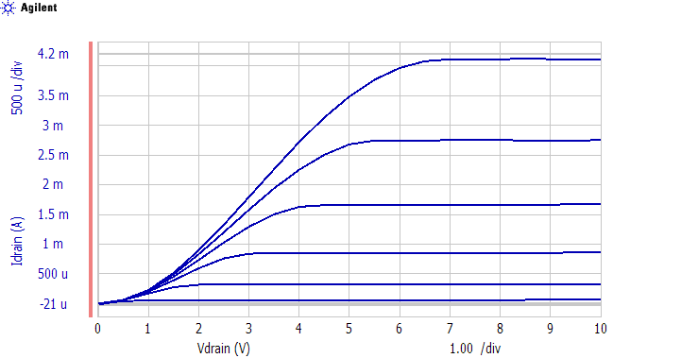 Agilent
500 u /div
4.2 m
3.5 m
3 m
2.5 m
2 m
1.5 m
1 m
500 u
-21 u
Idrain (A)
0 1 2 3 4 5 6 7 8 9 10
Vdrain (V) 1.00 /div